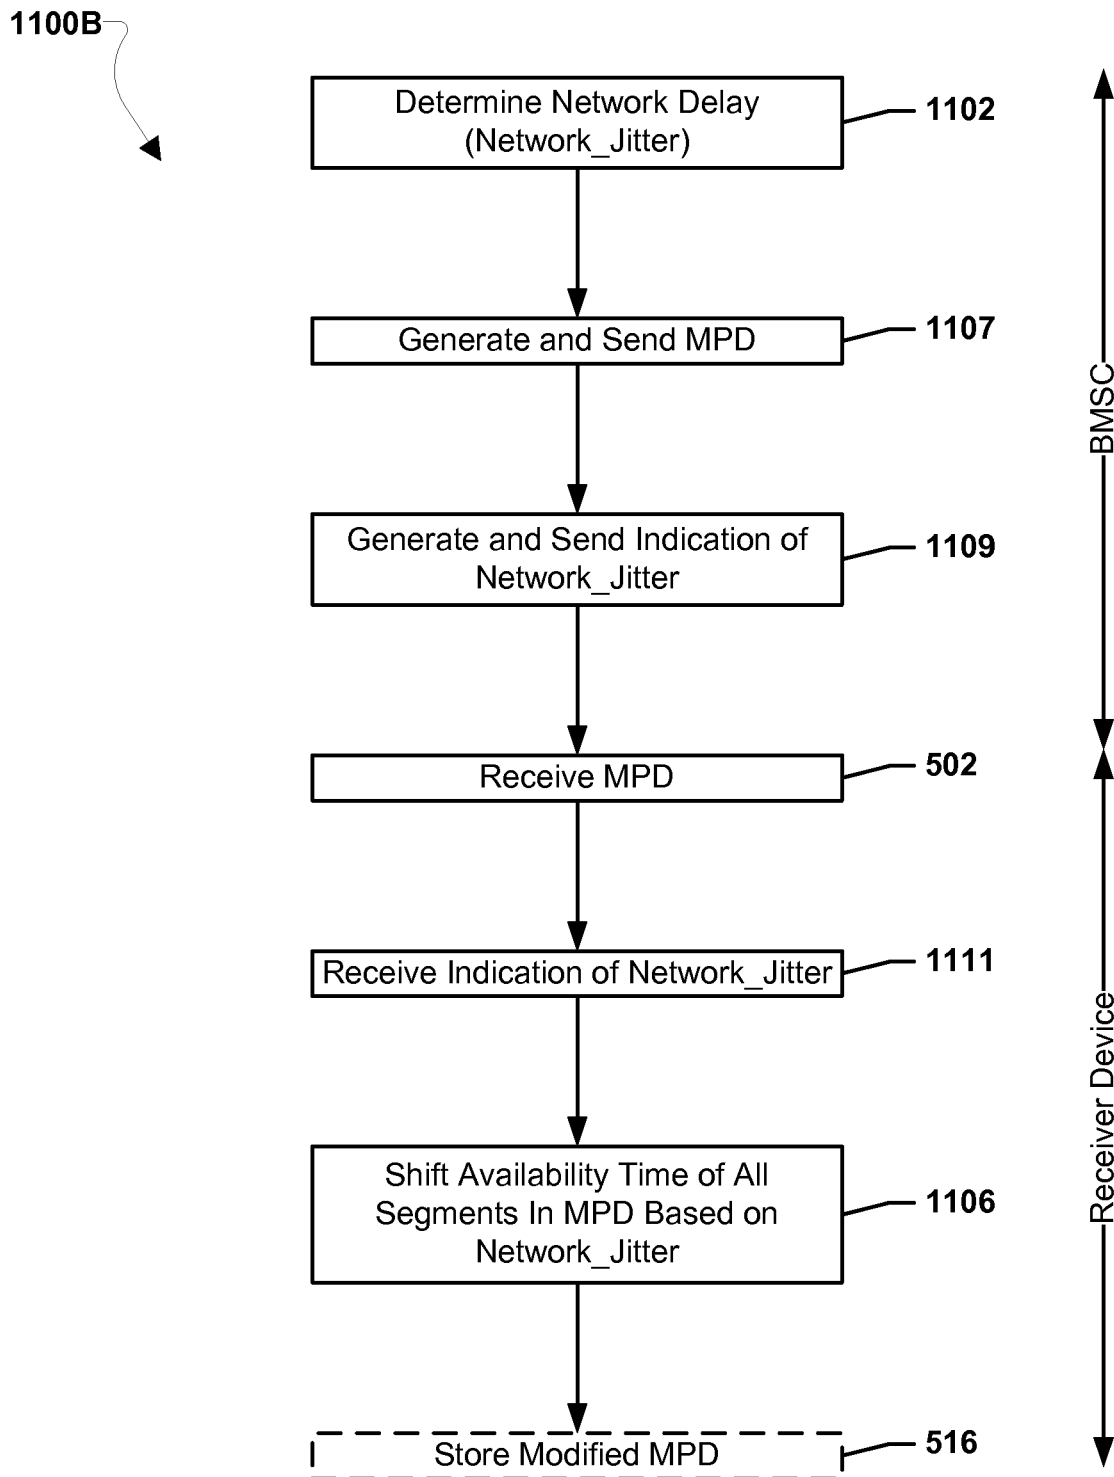 1100B
Determine Network Delay
(Network_Jitter)
1102
Generate and Send MPD
1107
Generate and Send Indication of
Network_Jitter
1109
BMSC
Receive MPD
502
Receive Indication of Network_Jitter
1111
Shift Availability Time of All
Segments In MPD Based on
Network_Jitter
1106
Receiver Device
Store Modified MPD
516